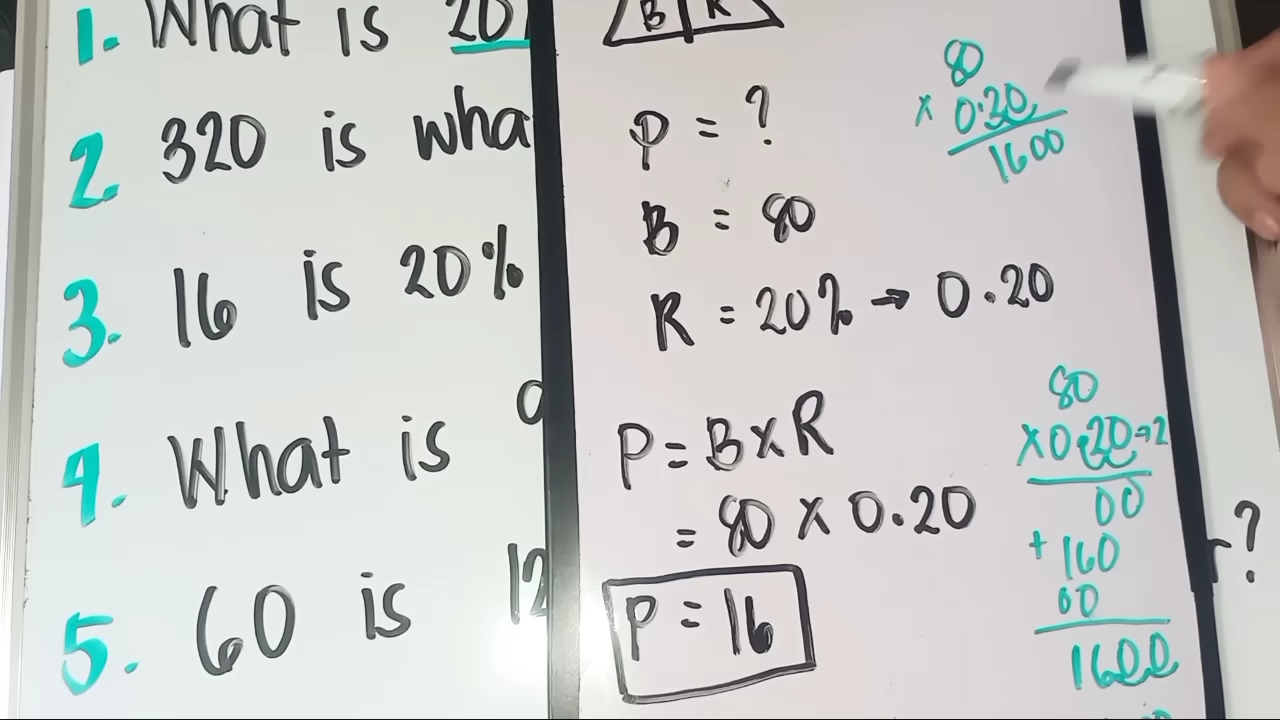 1. What is 20
2. 320 is wha
3. 16 is 20%
4. What is
5. 60 is 12
B R
P = ?
B = 80
R = 20% → 0.20
P = B x R
= 80 x 0.20
P = 16
80
x 0.20
1600
80
x 0.20 → 2
00
+ 160
00
1600
?